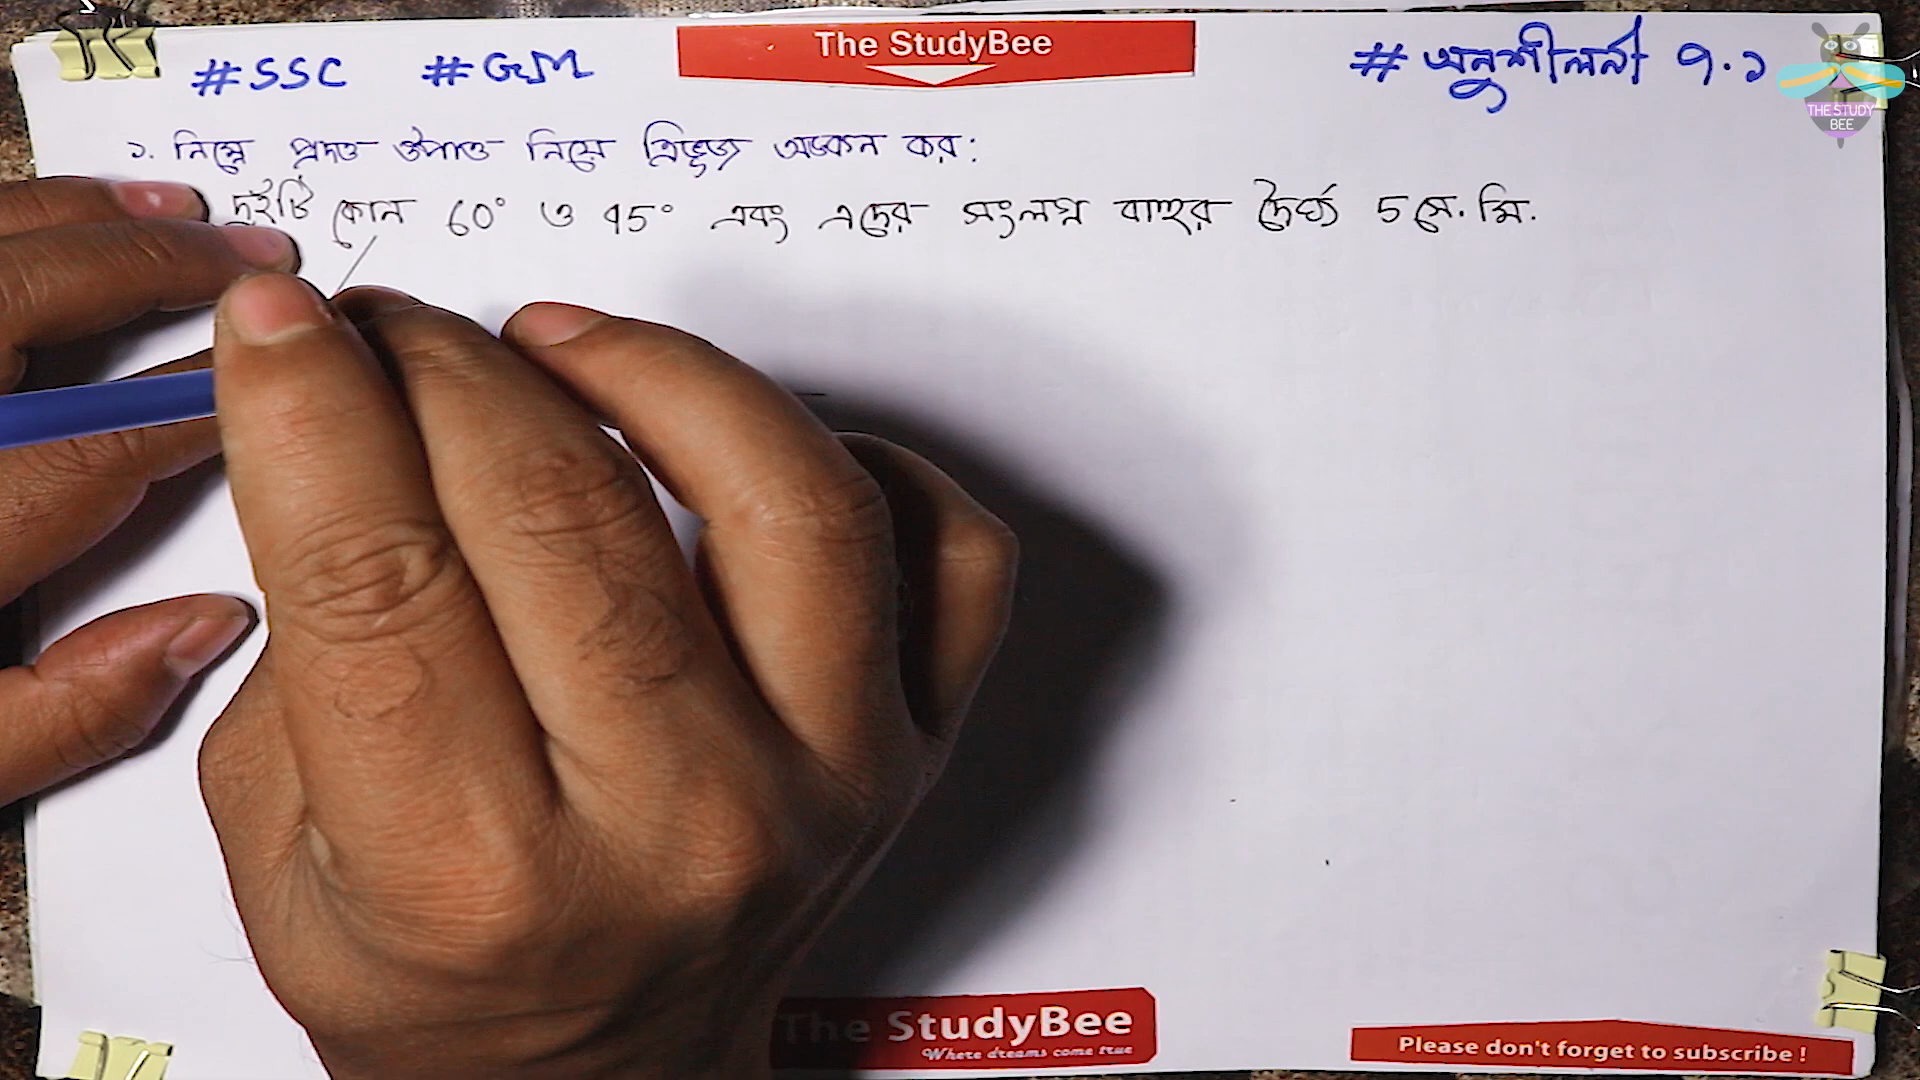 The StudyBee
#SSC #GM
#অনুশীলনী ৭.১
THE STUDY
BEE
১. নিম্নে প্রদত্ত উপাত্ত নিয়ে ত্রিভুজ অঙ্কন কর:
দুইটি কোন 60° ও 45° এবং এদের সংলগ্ন বাহুর দৈর্ঘ্য 5 সে. মি.
The StudyBee
Where dreams come true
Please don't forget to subscribe !